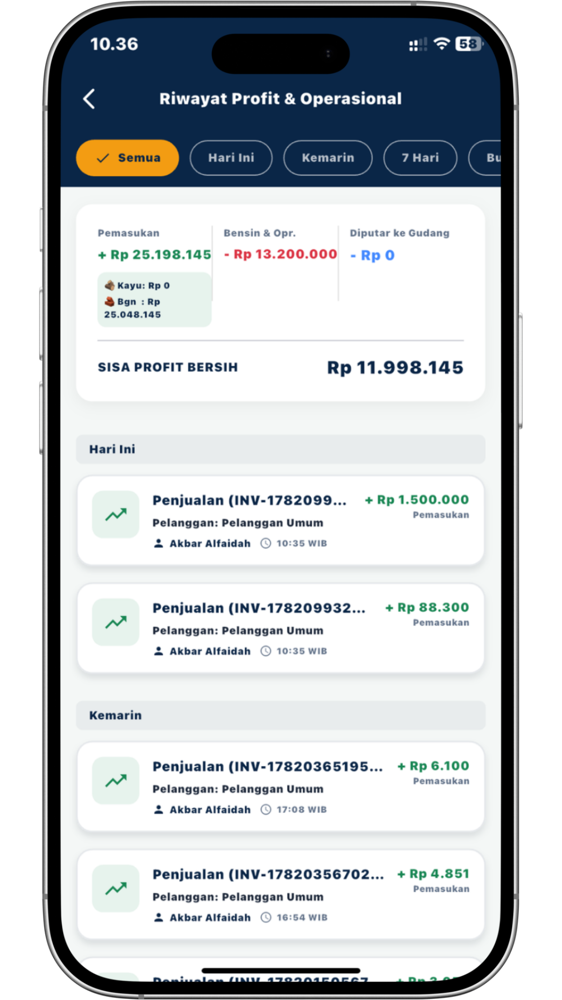 10.36
58
Riwayat Profit & Operasional
Semua
Hari Ini
Kemarin
7 Hari
Bu
Pemasukan
+ Rp 25.198.145
Kayu: Rp 0
Bgn : Rp
25.048.145
Bensin & Opr.
- Rp 13.200.000
Diputar ke Gudang
- Rp 0
SISA PROFIT BERSIH
Rp 11.998.145
Hari Ini
Penjualan (INV-1782099...
+ Rp 1.500.000
Pelanggan: Pelanggan Umum
Pemasukan
Akbar Alfaidah
10:35 WIB
Penjualan (INV-178209932...
+ Rp 88.300
Pelanggan: Pelanggan Umum
Pemasukan
Akbar Alfaidah
10:35 WIB
Kemarin
Penjualan (INV-17820365195...
+ Rp 6.100
Pelanggan: Pelanggan Umum
Pemasukan
Akbar Alfaidah
17:08 WIB
Penjualan (INV-17820356702...
+ Rp 4.851
Pelanggan: Pelanggan Umum
Pemasukan
Akbar Alfaidah
16:54 WIB
Penjualan (INV-17820150567...
+ Rp